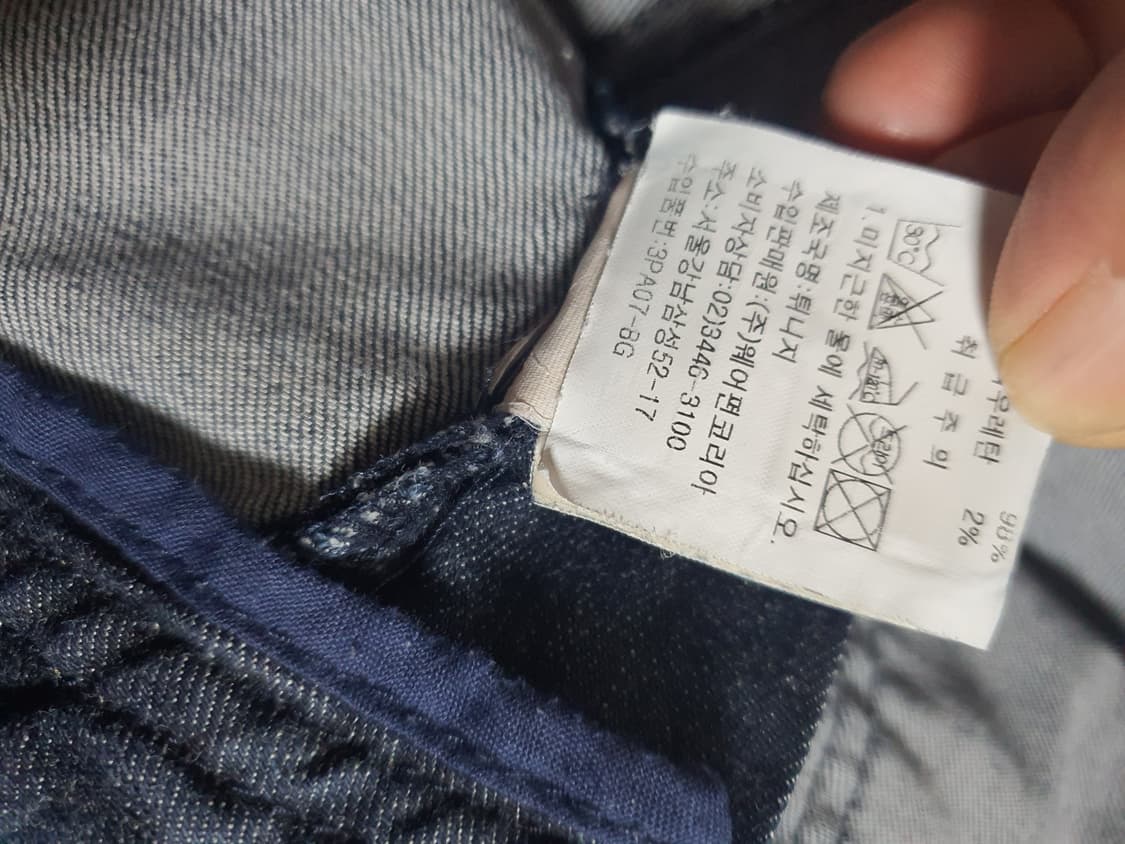 98%
우레탄 2%
취 급 주 의
30℃
1. 미지근한 물에 세탁하십시오.
제조국명:튀니지
수입판매원:(주)웨어펀코리아
소비자상담:02)3446-3100
주소:서울강남삼성52-17
수입품번:3PA07-8G